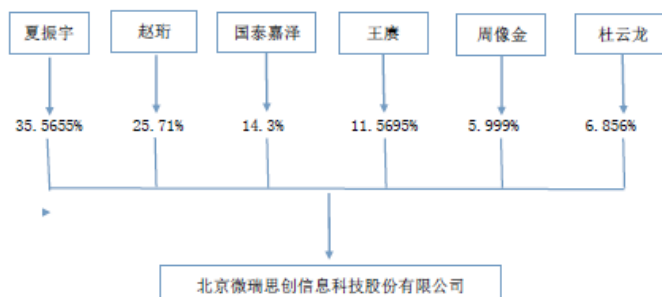 夏振宇 赵珩 国泰嘉泽 王赓 周像金 杜云龙
35.5655% 25.71% 14.3% 11.5695% 5.999% 6.856%
北京微瑞思创信息科技股份有限公司